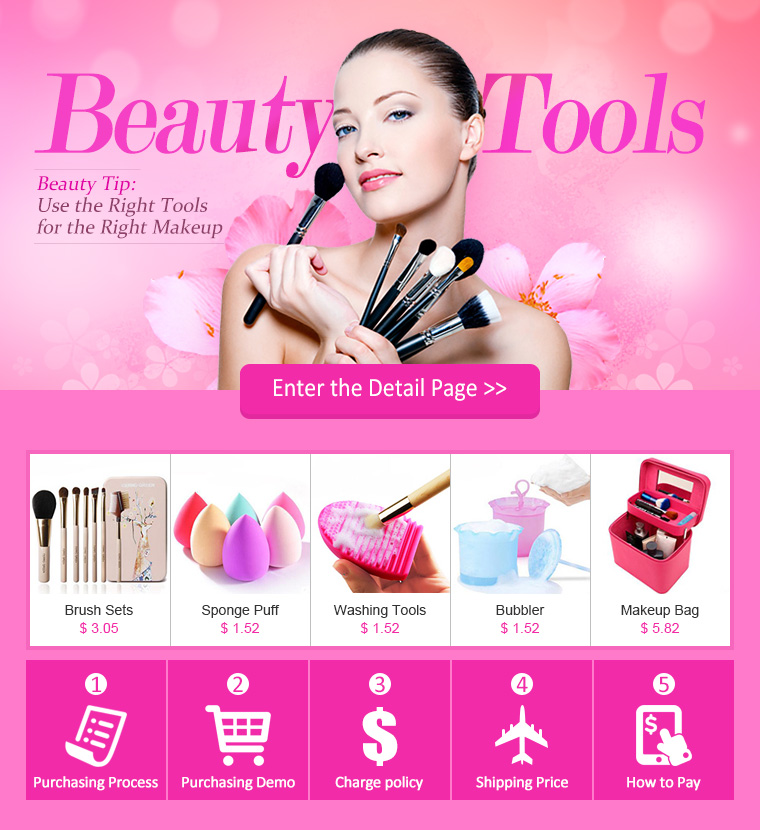 Beauty Tools
Beauty Tip:
Use the Right Tools
for the Right Makeup
Enter the Detail Page >>
Brush Sets
$ 3.05
Sponge Puff
$ 1.52
Washing Tools
$ 1.52
Bubbler
$ 1.52
Makeup Bag
$ 5.82
1
Purchasing Process
2
Purchasing Demo
3
$
Charge policy
4
Shipping Price
5
$
How to Pay